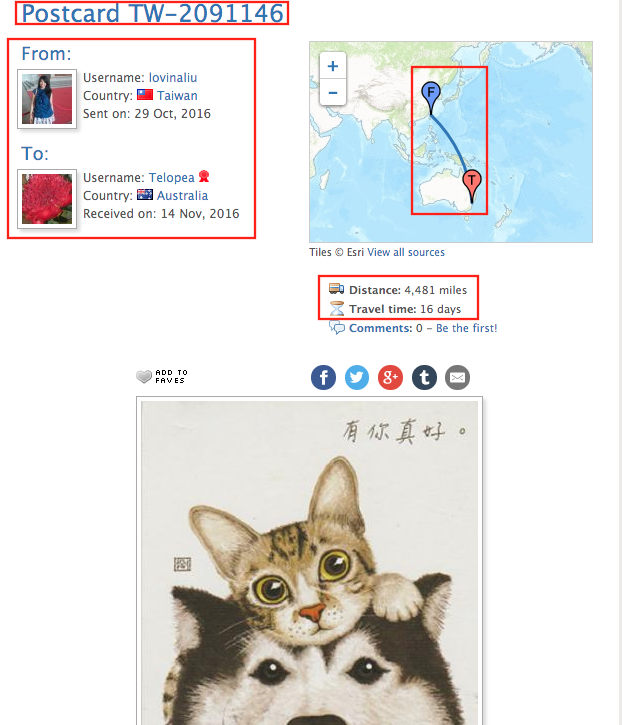 Postcard TW-2091146
From:
Username: lovinaliu
Country: Taiwan
Sent on: 29 Oct, 2016
To:
Username: Telopea
Country: Australia
Received on: 14 Nov, 2016
+
−
F
T
Tiles © Esri View all sources
Distance: 4,481 miles
Travel time: 16 days
Comments: 0 – Be the first!
ADD TO
FAVES
f
g+
t
有你真好。